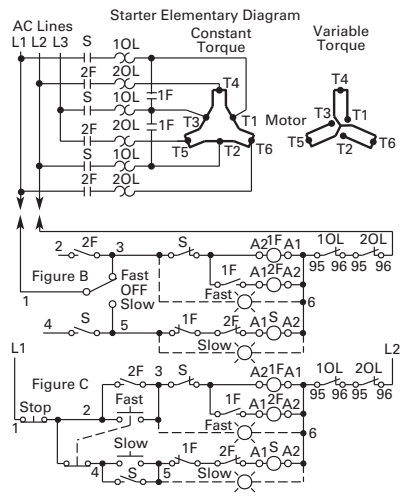 Starter Elementary Diagram
AC Lines Constant Variable
L1 L2 L3 S 1OL Torque Torque
2F 2OL T4 T4
S 1OL 1F
T3 T1 T3 T1
2F 2OL 1F Motor
S 1OL T5 T2 T6 T5 T2 T6
2F 2OL
2 2F 3 S A2 1F A1 1OL 2OL
Figure B Fast 1F A1 2F A2 95 96 95 96
OFF Fast
1 Slow 6
4 S 5 1F 2F A1 S A2
Slow
L1 L2
Figure C 2F 3 S A2 1F A1 1OL 2OL
Stop Fast 1F A1 2F A2 95 96 95 96
1 2 Fast
Slow 6
4 S 5 1F 2F A1 S A2
Slow